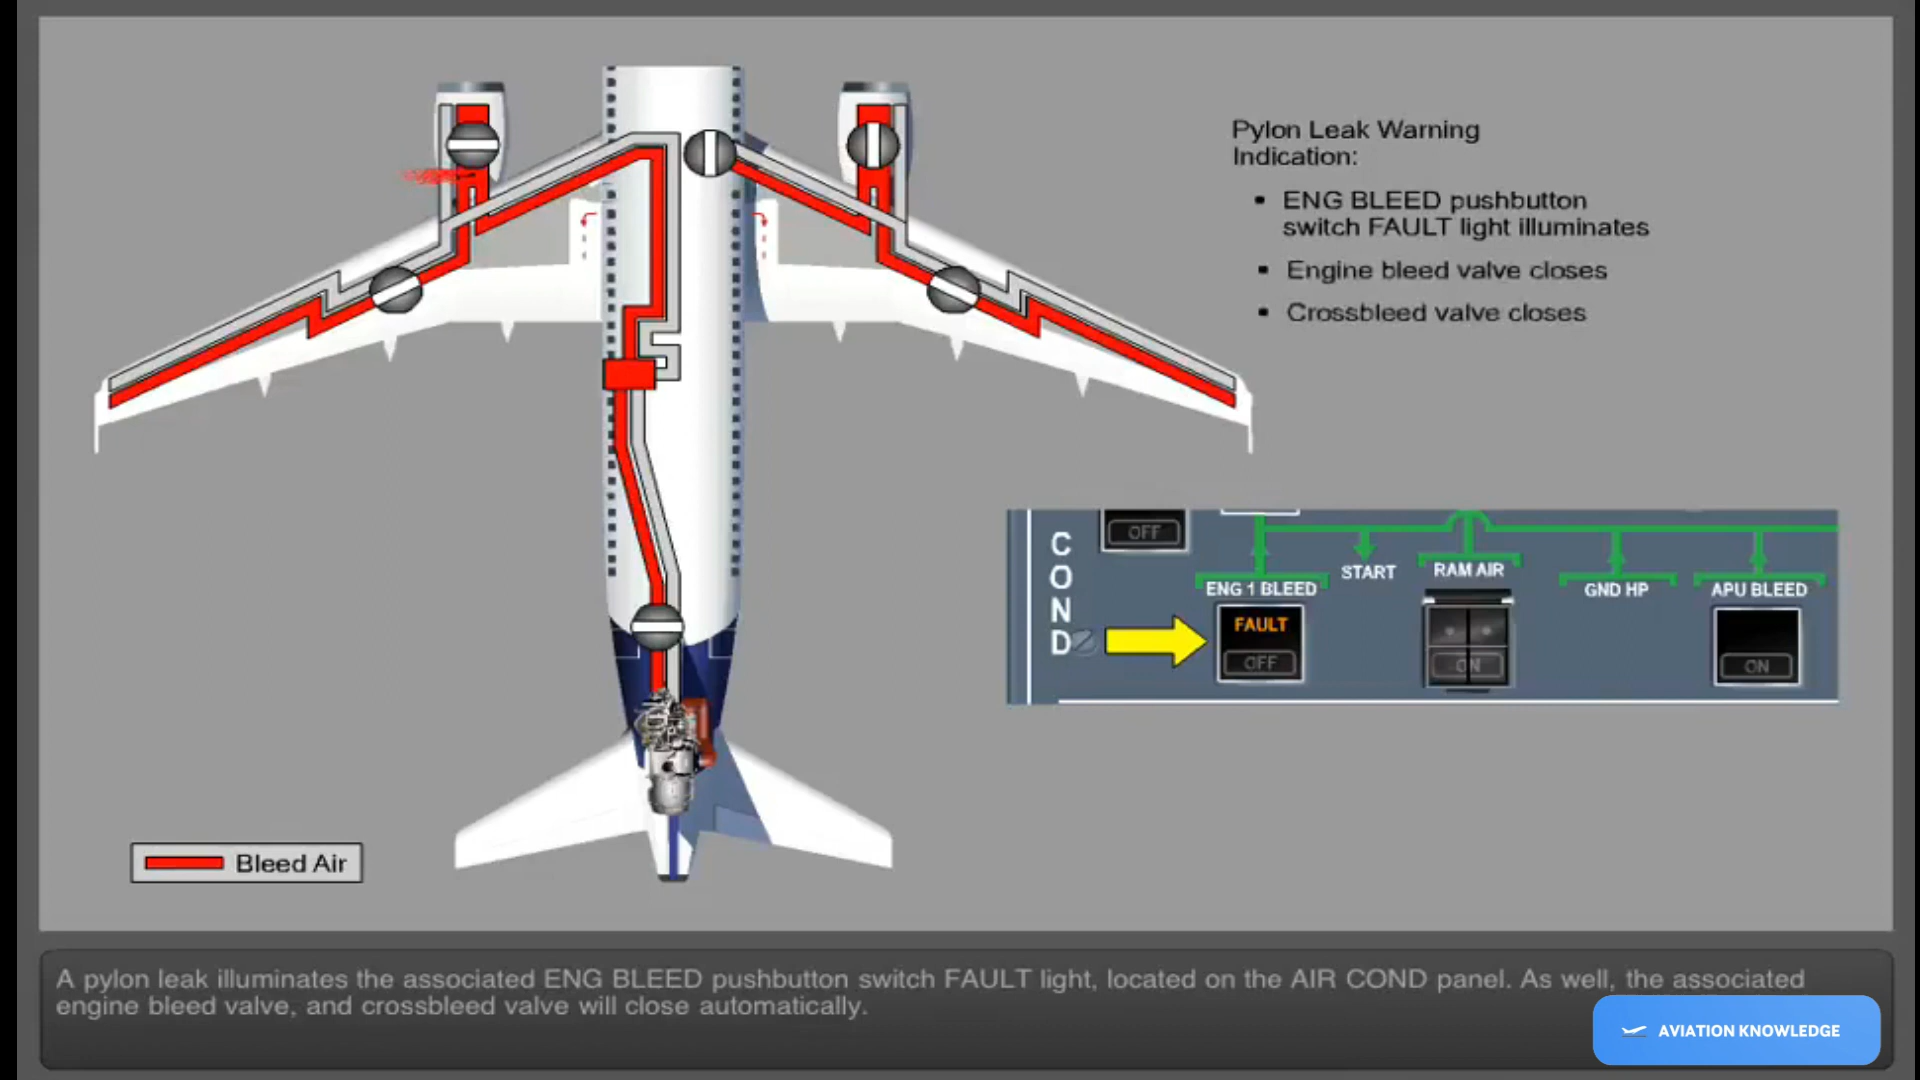 Pylon Leak Warning
Indication:
▪ ENG BLEED pushbutton
switch FAULT light illuminates
▪ Engine bleed valve closes
▪ Crossbleed valve closes
C
O
N
D
OFF
ENG 1 BLEED
START
RAM AIR
GND HP
APU BLEED
FAULT
OFF
ON
ON
Bleed Air
A pylon leak illuminates the associated ENG BLEED pushbutton switch FAULT light, located on the AIR COND panel. As well, the associated
engine bleed valve, and crossbleed valve will close automatically.
AVIATION KNOWLEDGE